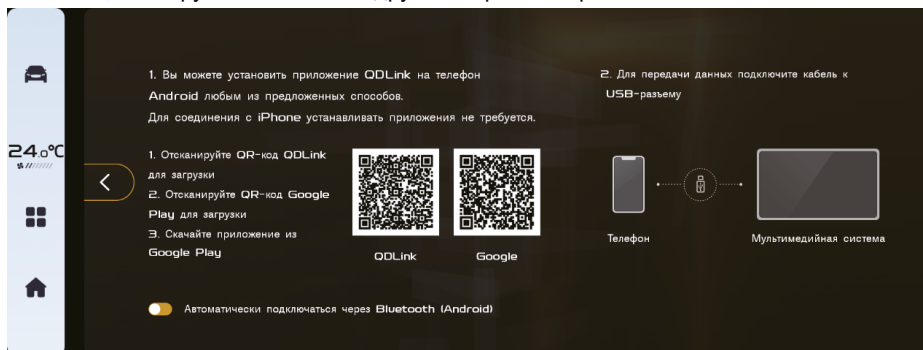 24.0°C
1. Вы можете установить приложение QDLink на телефон
Android любым из предложенных способов.
Для соединения с iPhone устанавливать приложения не требуется.
1. Отсканируйте QR-код QDLink
для загрузки
2. Отсканируйте QR-код Google
Play для загрузки
3. Скачайте приложение из
Google Play
QDLink
Google
Автоматически подключаться через Bluetooth (Android)
2. Для передачи данных подключите кабель к
USB-разъему
Телефон
Мультимедийная система